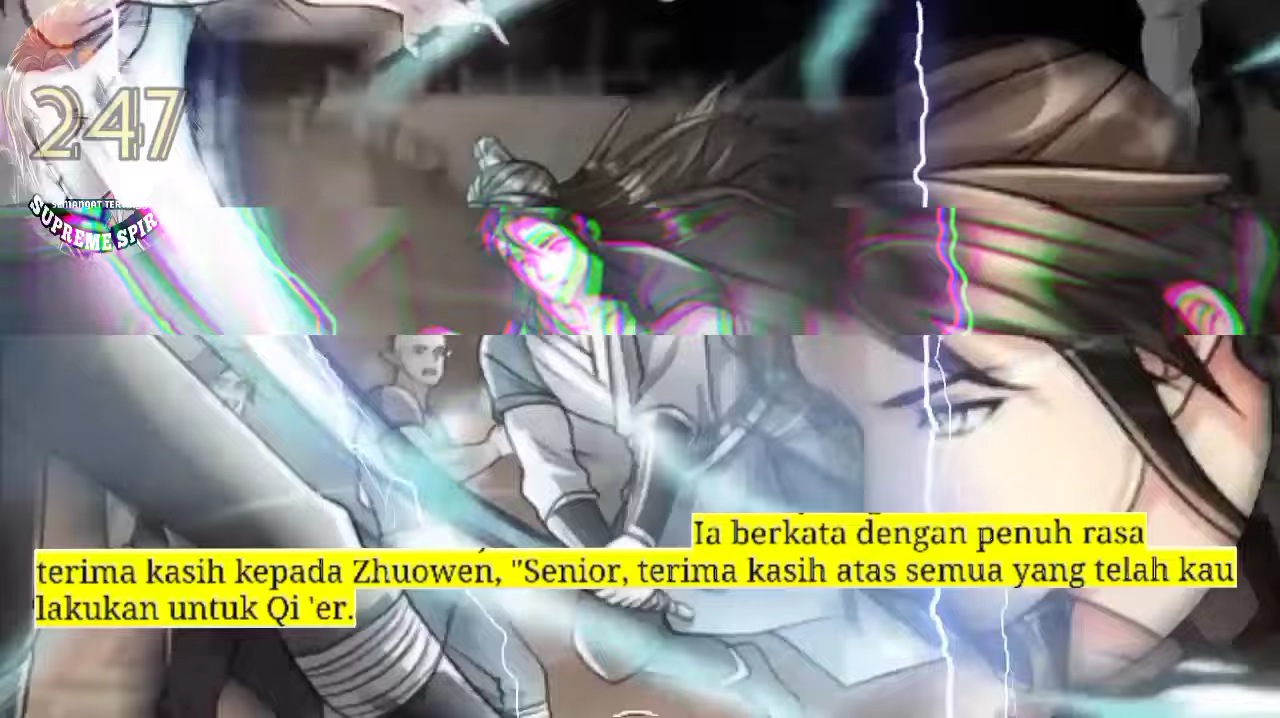 247
SUPREME SPIR
Ia berkata dengan penuh rasa
terima kasih kepada Zhuowen, "Senior, terima kasih atas semua yang telah kau
lakukan untuk Qi 'er.